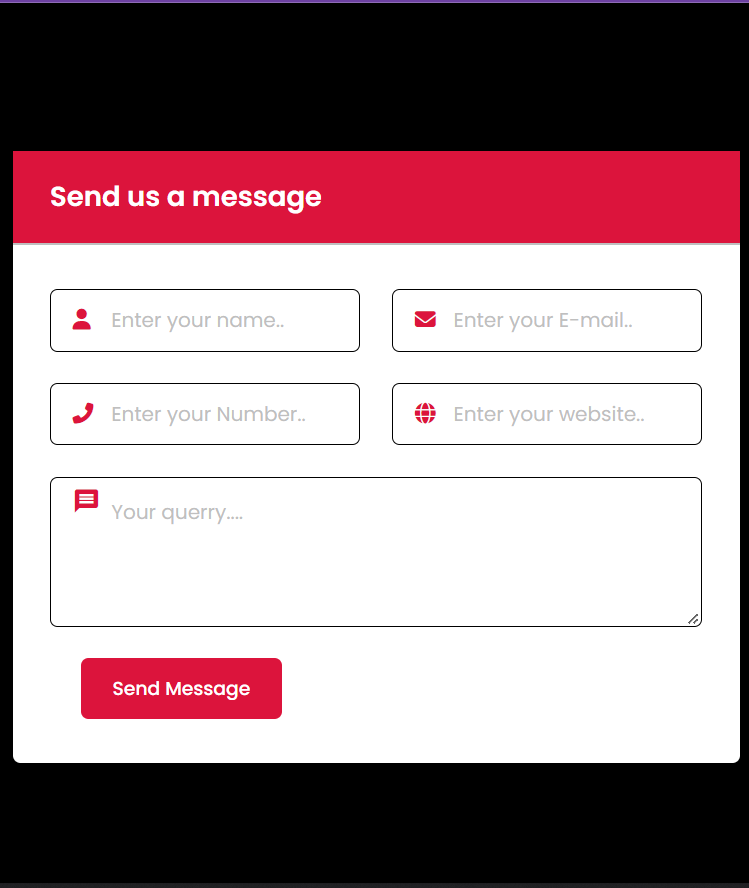 Send us a message
Enter your name..
Enter your E-mail..
Enter your Number..
Enter your website..
Your querry....
Send Message